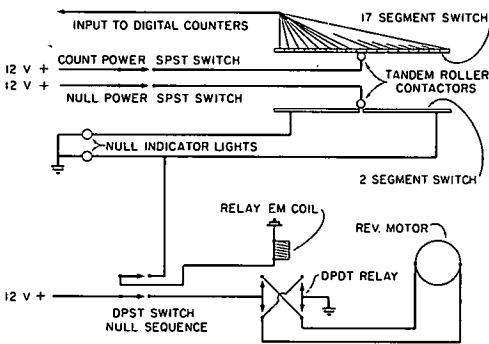 INPUT TO DIGITAL COUNTERS
17 SEGMENT SWITCH
COUNT POWER SPST SWITCH
12 V +
12 V +
NULL POWER SPST SWITCH
TANDEM ROLLER
CONTACTORS
NULL INDICATOR LIGHTS
2 SEGMENT SWITCH
RELAY EM COIL
REV. MOTOR
DPDT RELAY
12 V +
DPST SWITCH
NULL SEQUENCE